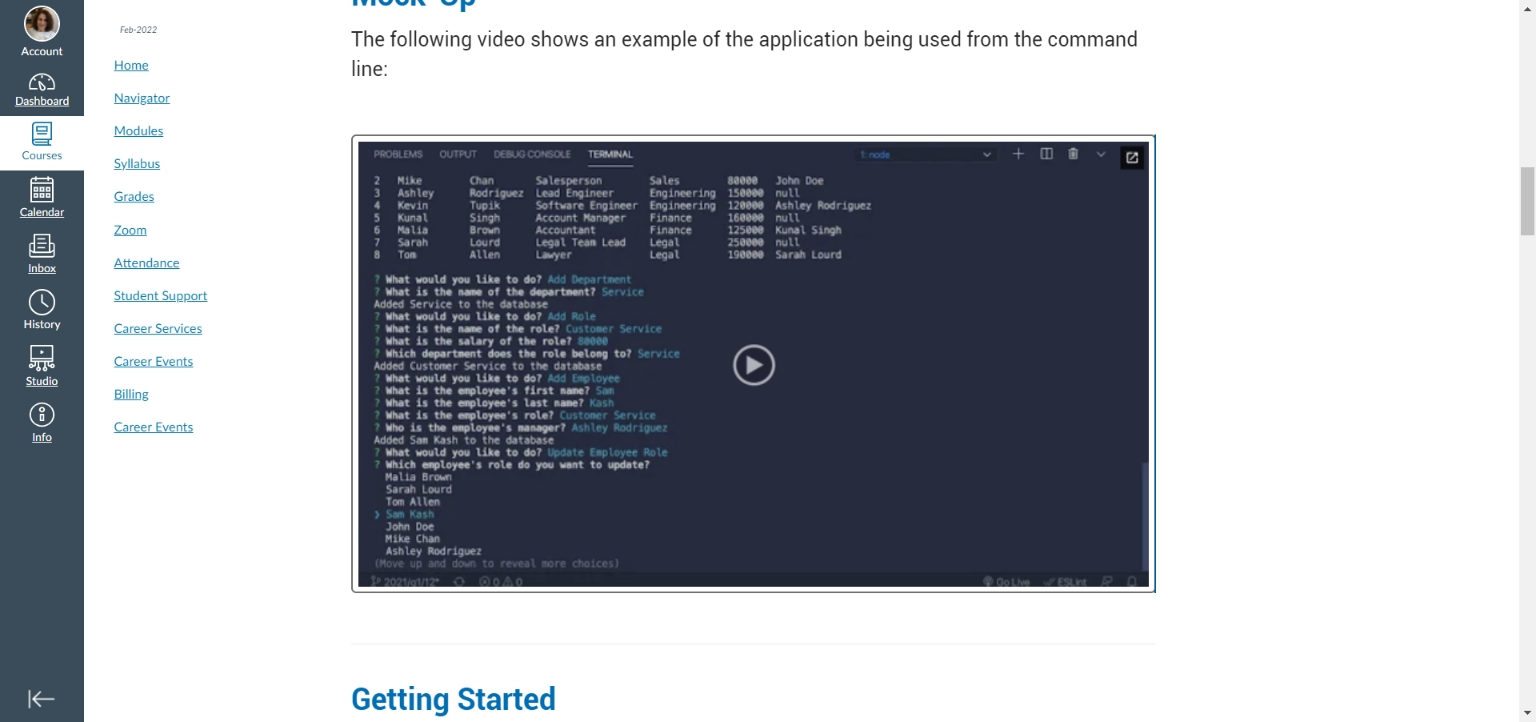 Account
Dashboard
Courses
Calendar
Inbox
History
Studio
Info
Feb-2022
Home
Navigator
Modules
Syllabus
Grades
Zoom
Attendance
Student Support
Career Services
Career Events
Billing
Career Events
Mock-Up
The following video shows an example of the application being used from the command
line:
PROBLEMS OUTPUT DEBUG CONSOLE TERMINAL 1: node
2 Mike Chan Salesperson Sales 80000 John Doe
3 Ashley Rodriguez Lead Engineer Engineering 150000 null
4 Kevin Tupik Software Engineer Engineering 120000 Ashley Rodriguez
5 Kunal Singh Account Manager Finance 160000 null
6 Malia Brown Accountant Finance 125000 Kunal Singh
7 Sarah Lourd Legal Team Lead Legal 250000 null
8 Tom Allen Lawyer Legal 190000 Sarah Lourd
? What would you like to do? Add Department
? What is the name of the department? Service
Added Service to the database
? What would you like to do? Add Role
? What is the name of the role? Customer Service
? What is the salary of the role? 80000
? Which department does the role belong to? Service
Added Customer Service to the database
? What would you like to do? Add Employee
? What is the employee's first name? Sam
? What is the employee's last name? Kash
? What is the employee's role? Customer Service
? Who is the employee's manager? Ashley Rodriguez
Added Sam Kash to the database
? What would you like to do? Update Employee Role
? Which employee's role do you want to update?
Malia Brown
Sarah Lourd
Tom Allen
❯ Sam Kash
John Doe
Mike Chan
Ashley Rodriguez
(Move up and down to reveal more choices)
2021/q1/12* 0 0 Go Live ESLint
Getting Started